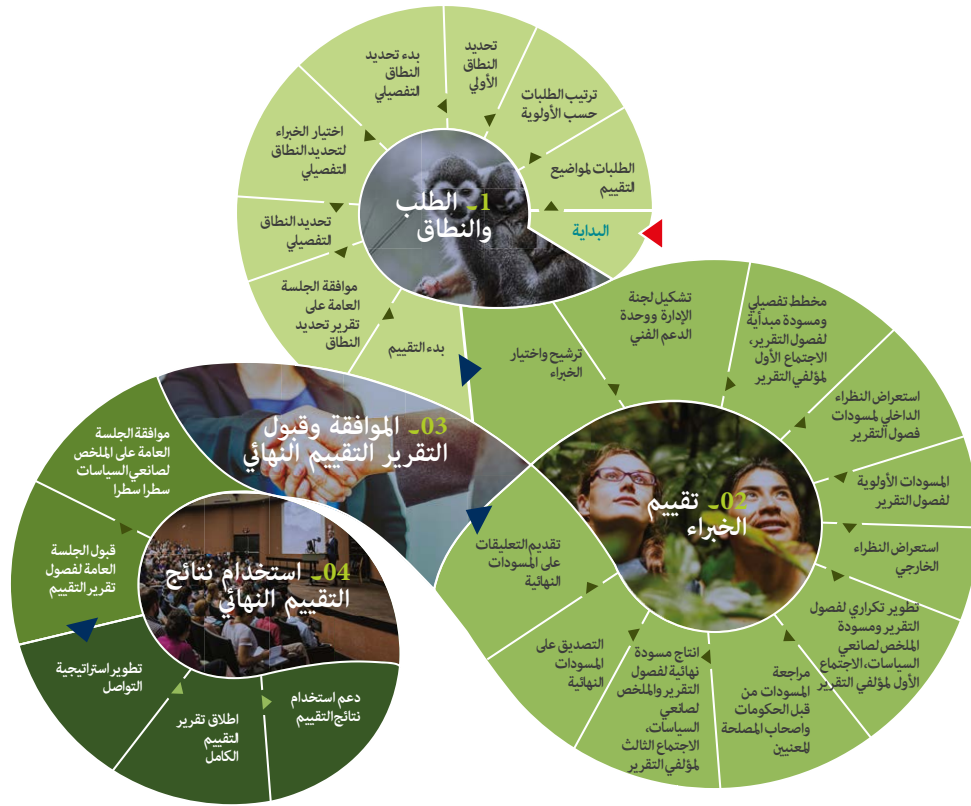 البداية
1ـ الطلب
والنطاق
الطلبات لمواضيع
التقييم
ترتيب الطلبات
حسب الأولوية
تحديد
النطاق
الأولي
بدء تحديد
النطاق
التفصيلي
اختيار الخبراء
لتحديد النطاق
التفصيلي
تحديد النطاق
التفصيلي
موافقة الجلسة
العامة على
تقرير تحديد
النطاق
بدء التقييم
02ـ تقييم
الخبراء
ترشيح واختيار
الخبراء
تشكيل لجنة
الإدارة ووحدة
الدعم الفني
مخطط تفصيلي
ومسودة مبدأية
لفصول التقرير،
الاجتماع الأول
لمؤلفي التقرير
استعراض النظراء
الداخلي لمسودات
فصول التقرير
المسودات الأولوية
لفصول التقرير
استعراض النظراء
الخارجي
تطوير تكراري لفصول
التقرير ومسودة
الملخص لصانعي
السياسات، الاجتماع
الأول لمؤلفي التقرير
مراجعة
المسودات من
قبل الحكومات
واصحاب المصلحة
المعنيين
انتاج مسودة
نهائية لفصول
التقرير والملخص
لصانعي
السياسات،
الاجتماع الثالث
لمؤلفي التقرير
التصديق على
المسودات
النهائية
تقديم التعليقات
على المسودات
النهائية
03ـ الموافقة وقبول
التقرير التقييم النهائي
موافقة الجلسة
العامة على الملخص
لصانعي السياسات
سطرا سطرا
قبول الجلسة
العامة لفصول
تقرير التقييم
04ـ استخدام نتائج
التقييم النهائي
تطوير استراتيجية
التواصل
اطلاق تقرير
التقييم
الكامل
دعم استخدام
نتائج التقييم